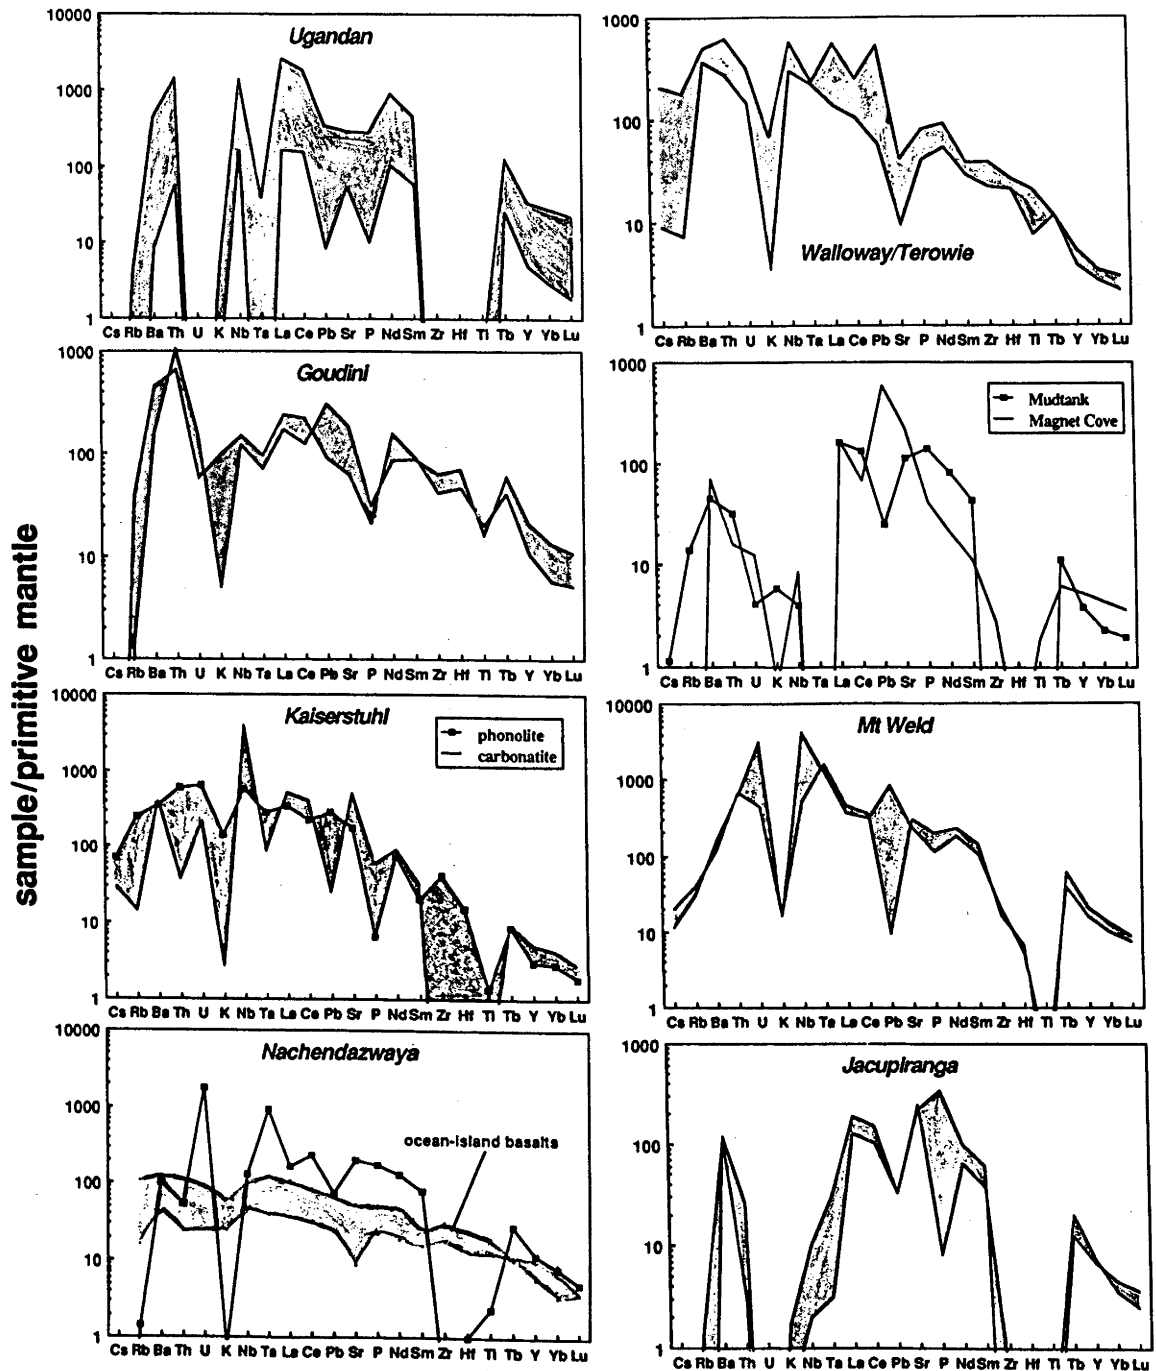 sample/primitive mantle
Ugandan
10000
1000
100
10
1
Cs Rb Ba Th U K Nb Ta La Ce Pb Sr P Nd Sm Zr Hf Ti Tb Y Yb Lu
Walloway/Terowie
1000
100
10
1
Cs Rb Ba Th U K Nb Ta La Ce Pb Sr P Nd Sm Zr Hf Ti Tb Y Yb Lu
Goudini
1000
100
10
1
Cs Rb Ba Th U K Nb Ta La Ce Pb Sr P Nd Sm Zr Hf Ti Tb Y Yb Lu
1000
100
10
1
Mudtank
Magnet Cove
Cs Rb Ba Th U K Nb Ta La Ce Pb Sr P Nd Sm Zr Hf Ti Tb Y Yb Lu
Kaiserstuhl
10000
1000
100
10
1
phonolite
carbonatite
Cs Rb Ba Th U K Nb Ta La Ce Pb Sr P Nd Sm Zr Hf Ti Tb Y Yb Lu
Mt Weld
10000
1000
100
10
1
Cs Rb Ba Th U K Nb Ta La Ce Pb Sr P Nd Sm Zr Hf Ti Tb Y Yb Lu
Nachendazwaya
10000
1000
100
10
1
ocean-island basalts
Cs Rb Ba Th U K Nb Ta La Ce Pb Sr P Nd Sm Zr Hf Ti Tb Y Yb Lu
Jacupiranga
1000
100
10
1
Cs Rb Ba Th U K Nb Ta La Ce Pb Sr P Nd Sm Zr Hf Ti Tb Y Yb Lu